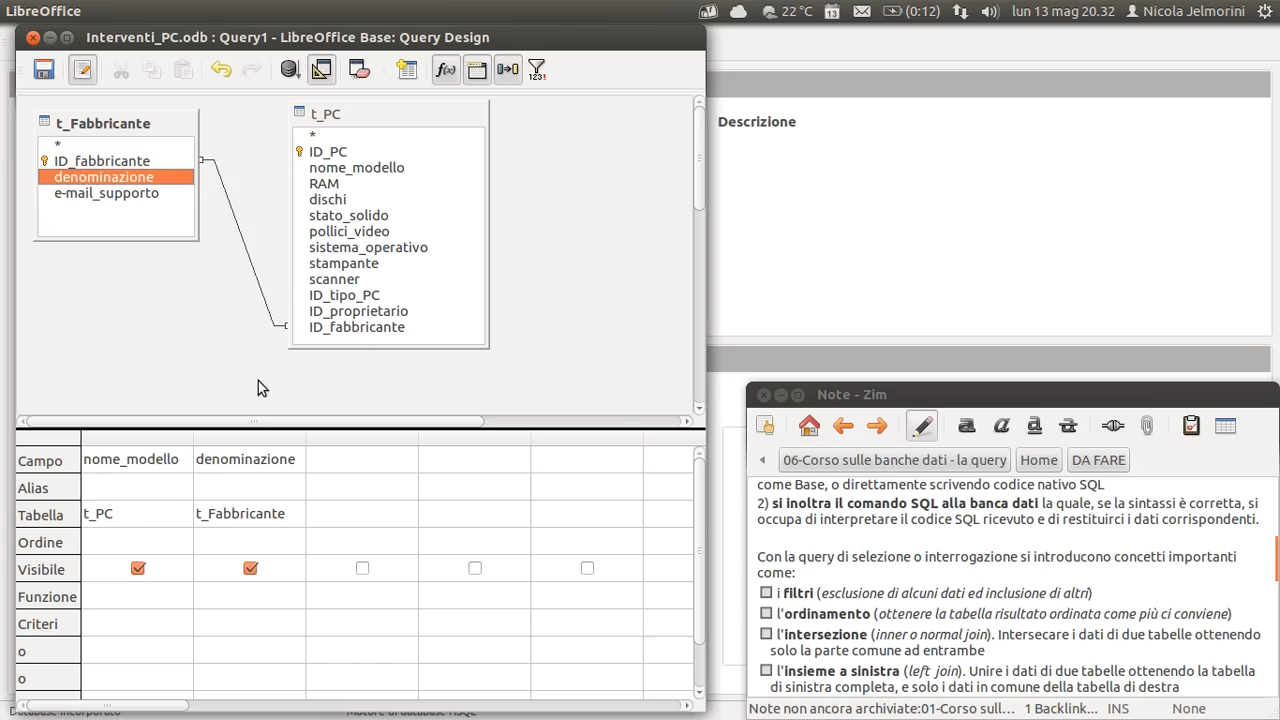 LibreOffice
22 °C
13
(0:12)
lun 13 mag 20.32
Nicola Jelmorini
Interventi_PC.odb : Query1 - LibreOffice Base: Query Design
f(x)
123!
t_Fabbricante
*
ID_fabbricante
denominazione
e-mail_supporto
t_PC
*
ID_PC
nome_modello
RAM
dischi
stato_solido
pollici_video
sistema_operativo
stampante
scanner
ID_tipo_PC
ID_proprietario
ID_fabbricante
Descrizione
Campo nome_modello denominazione
Alias
Tabella t_PC t_Fabbricante
Ordine
Visibile
Funzione
Criteri
o
o
Note - Zim
a a a a
06-Corso sulle banche dati - la query Home DA FARE
come Base, o direttamente scrivendo codice nativo SQL
2) si inoltra il comando SQL alla banca dati la quale, se la sintassi è corretta, si
occupa di interpretare il codice SQL ricevuto e di restituirci i dati corrispondenti.
Con la query di selezione o interrogazione si introducono concetti importanti
come:
i filtri (esclusione di alcuni dati ed inclusione di altri)
l'ordinamento (ottenere la tabella risultato ordinata come più ci conviene)
l'intersezione (inner o normal join). Intersecare i dati di due tabelle ottenendo
solo la parte comune ad entrambe
l'insieme a sinistra (left join). Unire i dati di due tabelle ottenendo la tabella
di sinistra completa, e solo i dati in comune della tabella di destra
Note non ancora archiviate:01-Corso sull... 1 Backlink... INS None